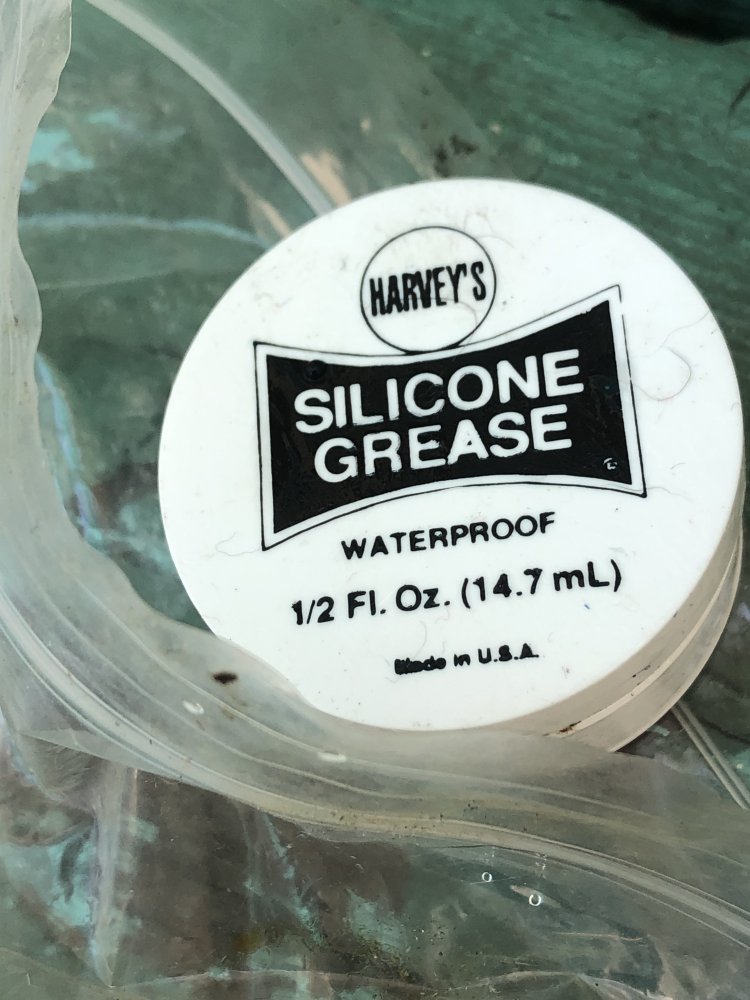 HARVEY'S
SILICONE
GREASE
WATERPROOF
1/2 Fl. Oz. (14.7 mL)
Made in U.S.A.